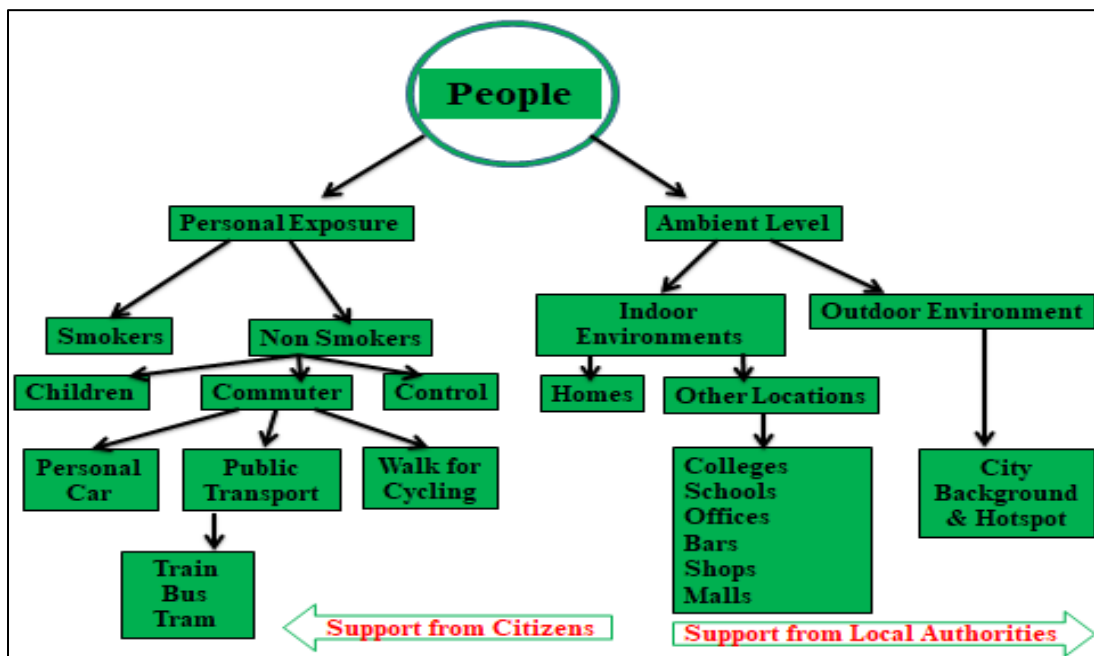 People
Personal Exposure
Ambient Level
Smokers
Non Smokers
Indoor
Environments
Outdoor Environment
Children
Commuter
Control
Homes
Other Locations
Personal
Car
Public
Transport
Walk for
Cycling
Colleges
Schools
Offices
Bars
Shops
Malls
City
Background
& Hotspot
Train
Bus
Tram
Support from Citizens
Support from Local Authorities